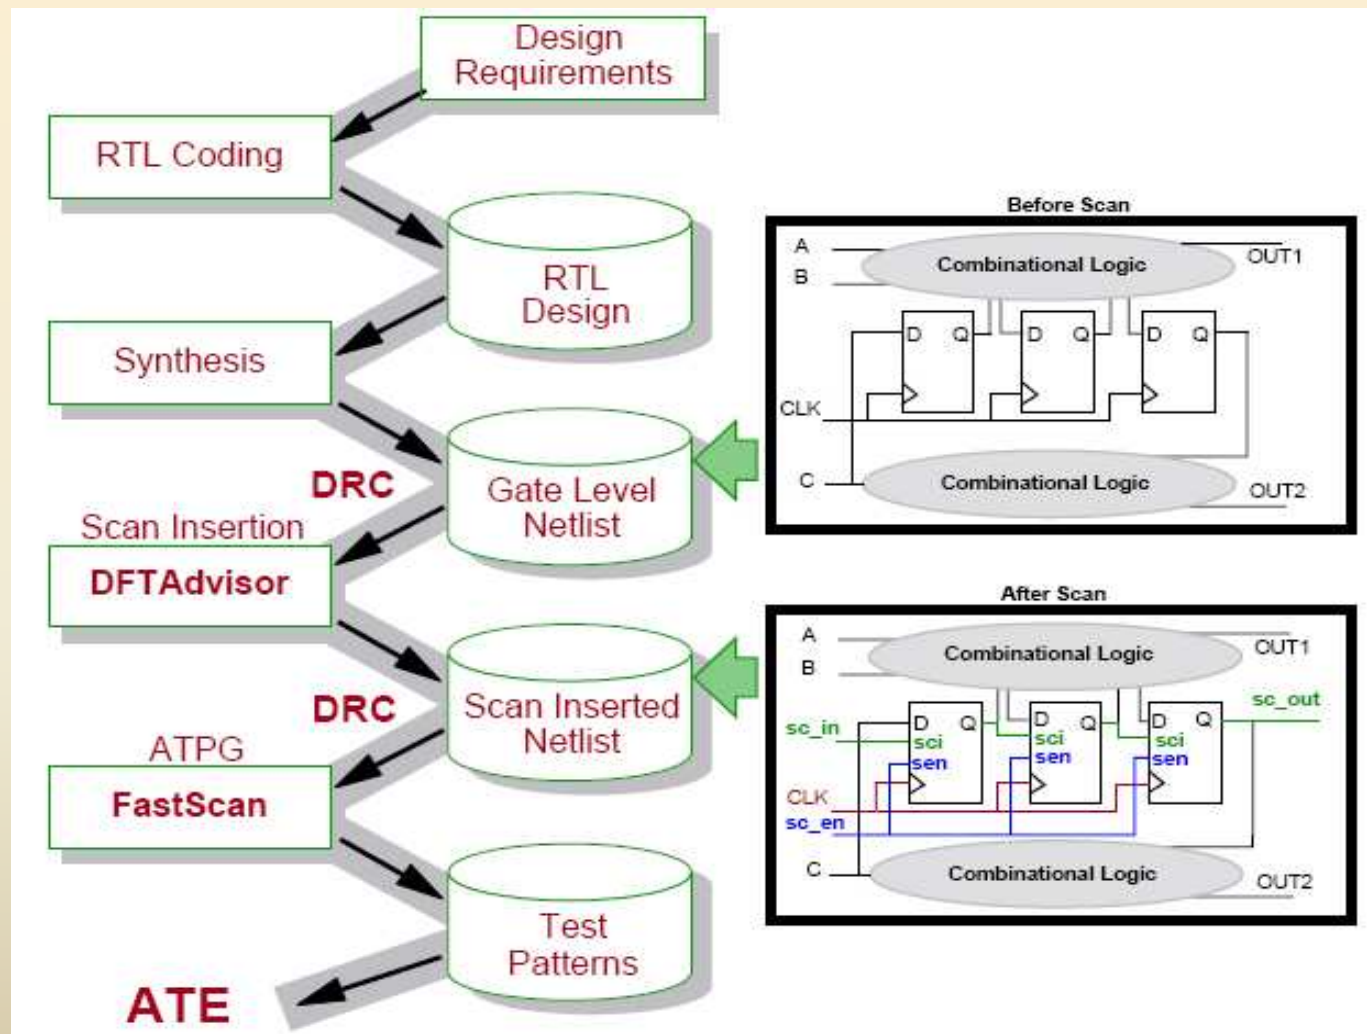 Design
Requirements
RTL Coding
RTL
Design
Synthesis
DRC
Gate Level
Netlist
Scan Insertion
DFTAdvisor
DRC
Scan Inserted
Netlist
ATPG
FastScan
Test
Patterns
ATE
Before Scan
A
B
Combinational Logic
OUT1
D Q
D Q
D Q
CLK
C
Combinational Logic
OUT2
After Scan
A
B
Combinational Logic
OUT1
sc_in
D Q
sci
sen
D Q
sci
sen
D Q
sci
sen
sc_out
CLK
sc_en
C
Combinational Logic
OUT2